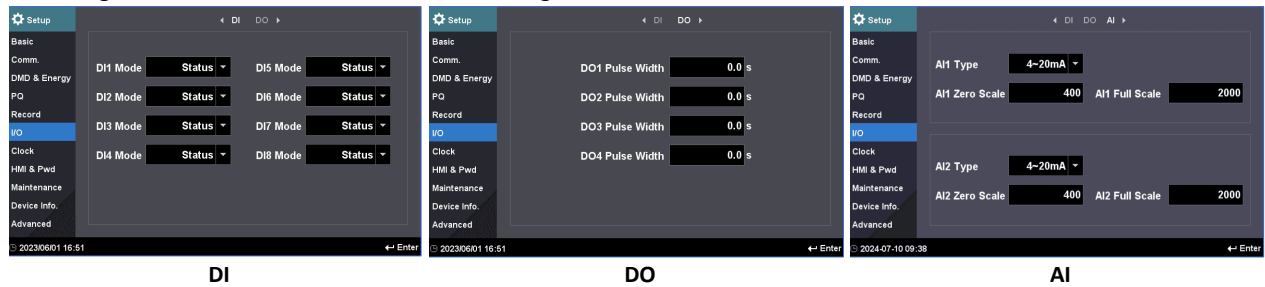 Setup
DI DO
Basic
Comm.
DMD & Energy
PQ
Record
I/O
Clock
HMI & Pwd
Maintenance
Device Info.
Advanced
DI1 Mode Status DI5 Mode Status
DI2 Mode Status DI6 Mode Status
DI3 Mode Status DI7 Mode Status
DI4 Mode Status DI8 Mode Status
2023/06/01 16:51 Enter
DI
Setup
DI DO
Basic
Comm.
DMD & Energy
PQ
Record
I/O
Clock
HMI & Pwd
Maintenance
Device Info.
Advanced
DO1 Pulse Width 0.0 s
DO2 Pulse Width 0.0 s
DO3 Pulse Width 0.0 s
DO4 Pulse Width 0.0 s
2023/06/01 16:51 Enter
DO
Setup
DI DO AI
Basic
Comm.
DMD & Energy
PQ
Record
I/O
Clock
HMI & Pwd
Maintenance
Device Info.
Advanced
AI1 Type 4~20mA
AI1 Zero Scale 400 AI1 Full Scale 2000
AI2 Type 4~20mA
AI2 Zero Scale 400 AI2 Full Scale 2000
2024-07-10 09:38 Enter
AI